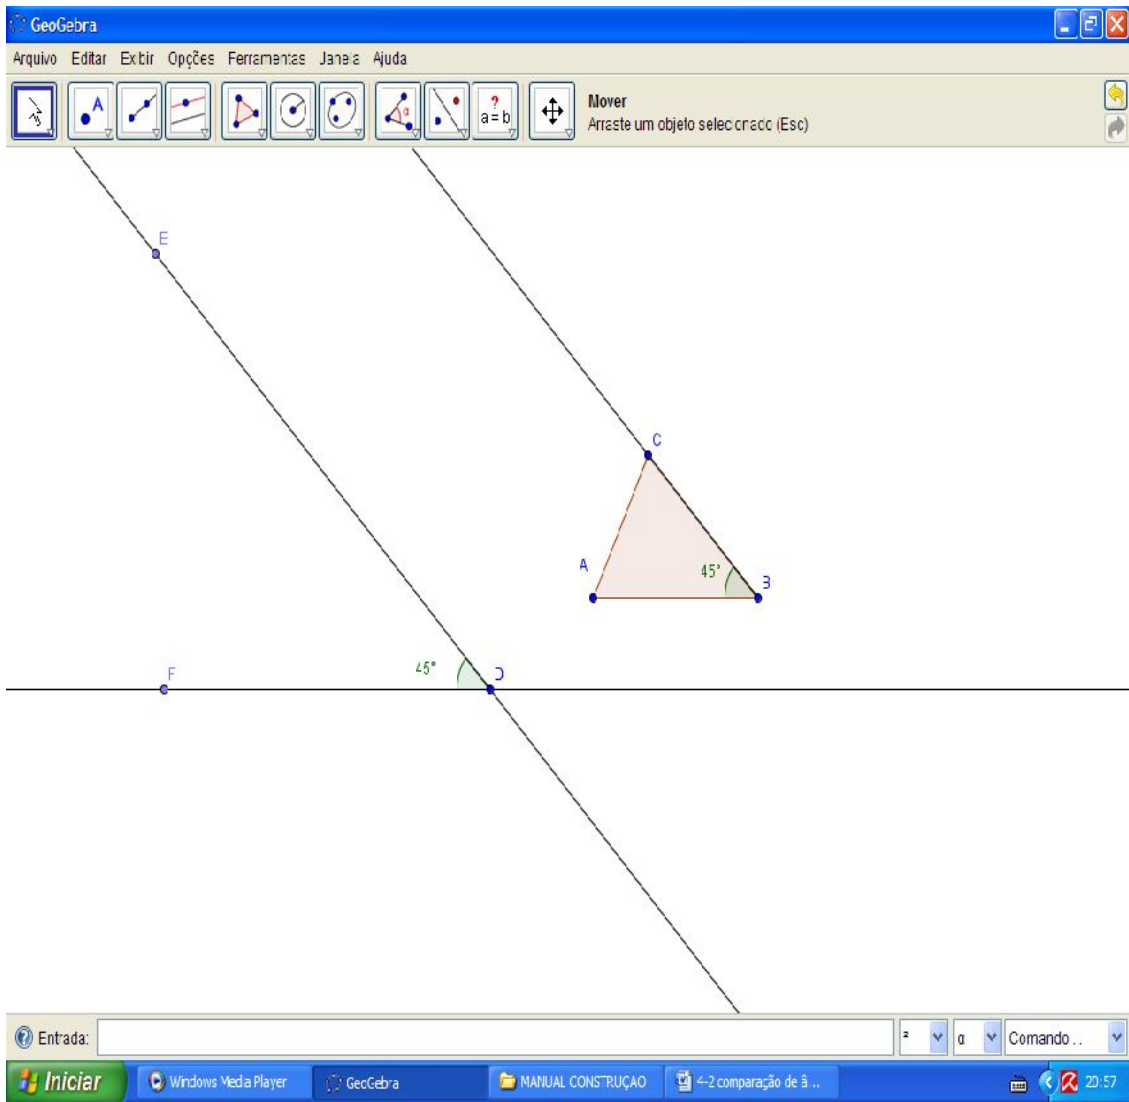 GeoGebra
Arquivo Editar Exibir Opções Ferramentas Janela Ajuda
A
α
?
a = b
Mover
Arraste um objeto selecionado (Esc)
E
C
A
45°
B
45°
D
F
Entrada:
²
α
Comando ..
Iniciar
Windows Media Player
GeoGebra
MANUAL CONSTRUÇAO
4-2 comparação de â ...
20:57